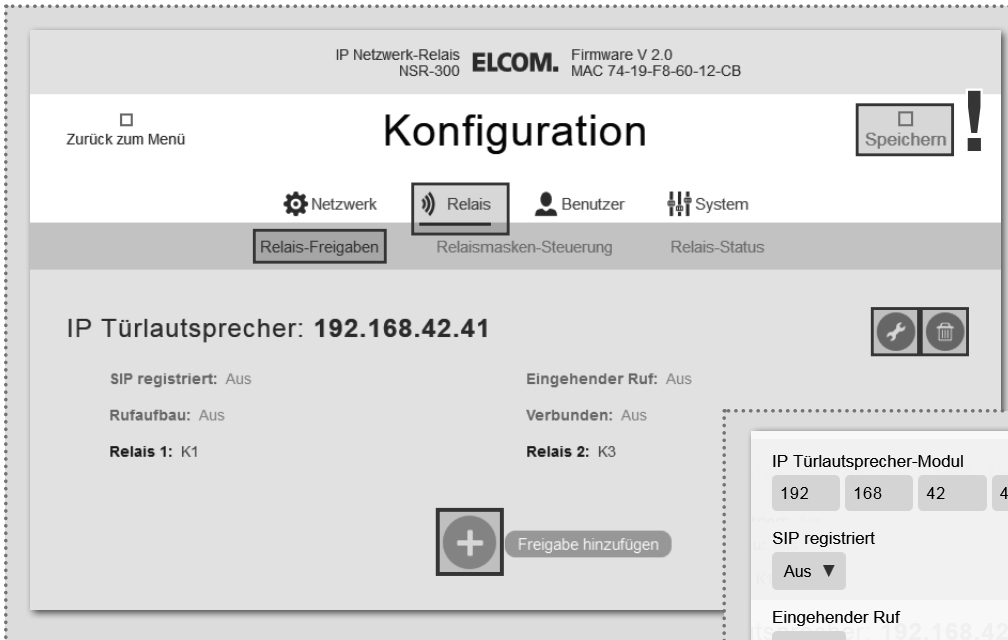 IP Netzwerk-Relais
NSR-300
ELCOM.
Firmware V 2.0
MAC 74-19-F8-60-12-CB
Zurück zum Menü
Konfiguration
Speichern
!
Netzwerk
Relais
Benutzer
System
Relais-Freigaben
Relaismasken-Steuerung
Relais-Status
IP Türlautsprecher: 192.168.42.41
SIP registriert: Aus
Eingehender Ruf: Aus
Rufaufbau: Aus
Verbunden: Aus
Relais 1: K1
Relais 2: K3
Freigabe hinzufügen
IP Türlautsprecher-Modul
192 168 42 4
SIP registriert
Aus ▼
Eingehender Ruf